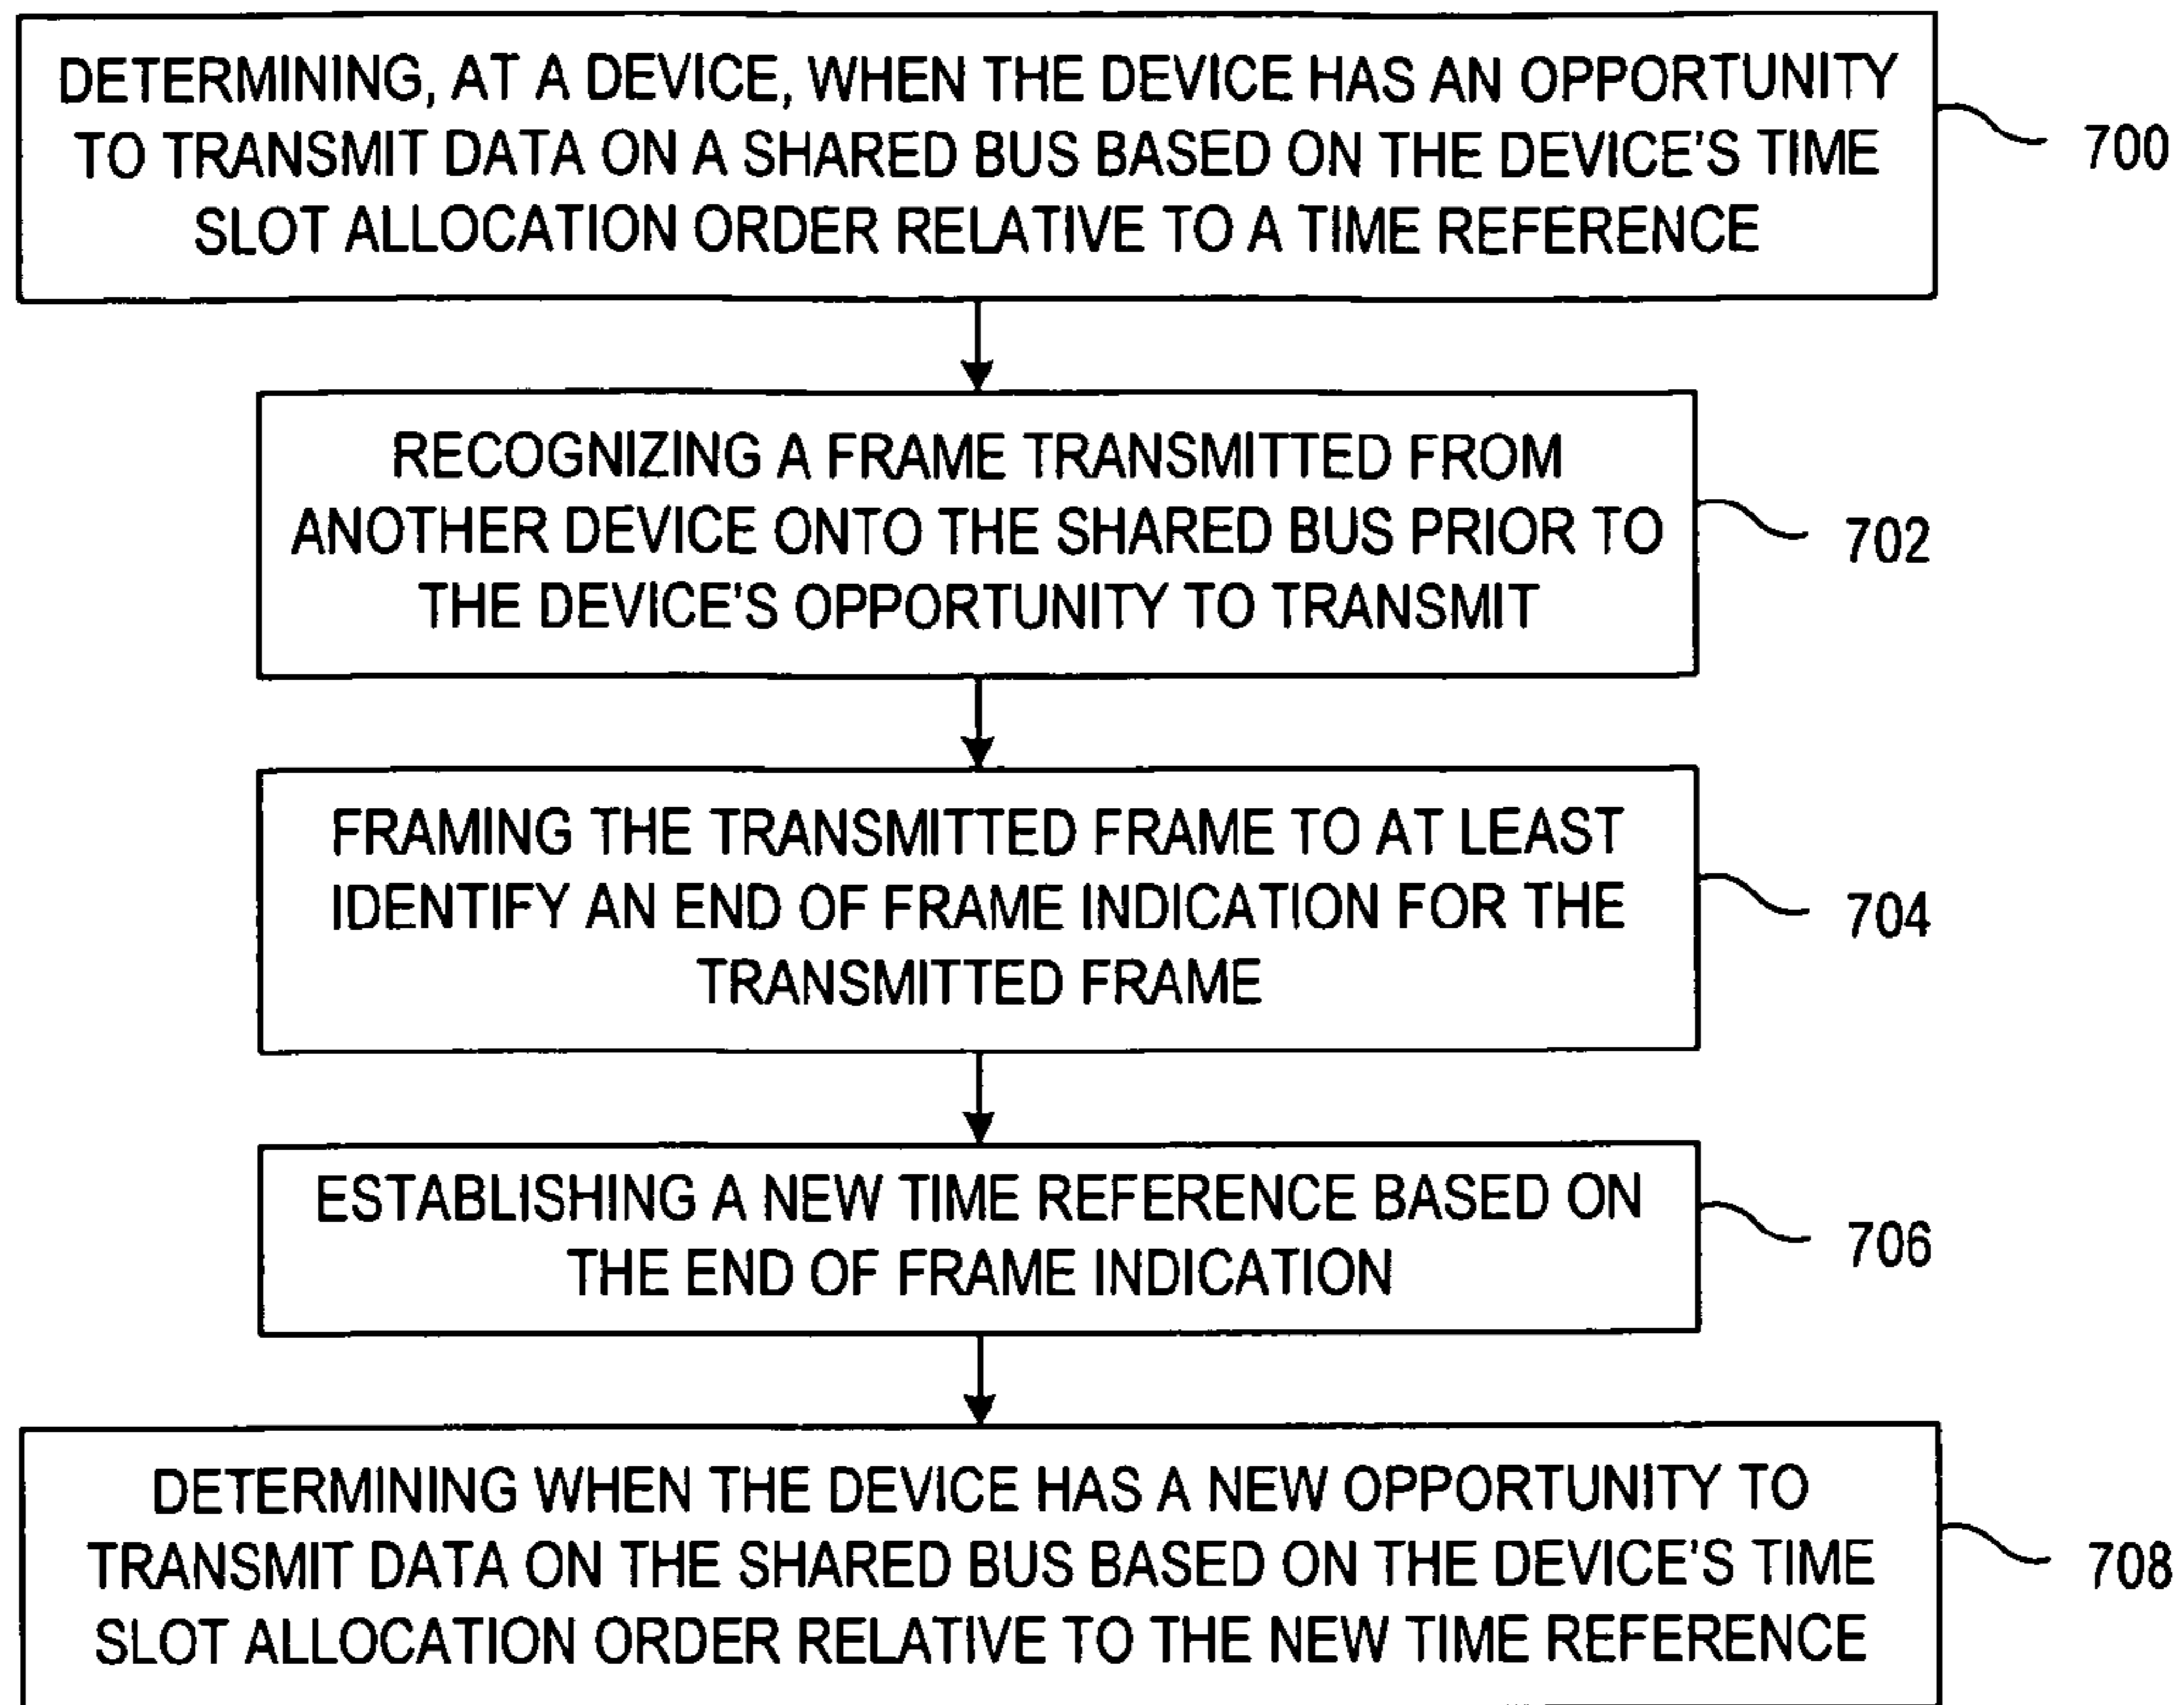 DETERMINING, AT A DEVICE, WHEN THE DEVICE HAS AN OPPORTUNITY
TO TRANSMIT DATA ON A SHARED BUS BASED ON THE DEVICE'S TIME
SLOT ALLOCATION ORDER RELATIVE TO A TIME REFERENCE
700
RECOGNIZING A FRAME TRANSMITTED FROM
ANOTHER DEVICE ONTO THE SHARED BUS PRIOR TO
THE DEVICE'S OPPORTUNITY TO TRANSMIT
702
FRAMING THE TRANSMITTED FRAME TO AT LEAST
IDENTIFY AN END OF FRAME INDICATION FOR THE
TRANSMITTED FRAME
704
ESTABLISHING A NEW TIME REFERENCE BASED ON
THE END OF FRAME INDICATION
706
DETERMINING WHEN THE DEVICE HAS A NEW OPPORTUNITY TO
TRANSMIT DATA ON THE SHARED BUS BASED ON THE DEVICE'S TIME
SLOT ALLOCATION ORDER RELATIVE TO THE NEW TIME REFERENCE
708